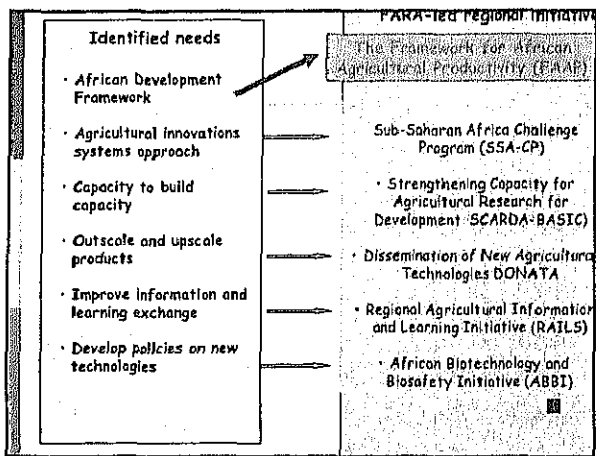 Identified needs
· African Development
Framework
· Agricultural innovations
systems approach
· Capacity to build
capacity
· Outscale and upscale
products
· Improve information and
learning exchange
· Develop policies on new
technologies
FARA-led regional initiative
The Framework for African
Agricultural Productivity (FAAP)
Sub-Saharan Africa Challenge
Program (SSA-CP)
· Strengthening Capacity for
Agricultural Research for
Development SCARDA-BASIC)
· Dissemination of New Agricultura
Technologies DONATA
· Regional Agricultural Information
and Learning Initiative (RAILS)
· African Biotechnology and
Biosafety Initiative (ABBI)